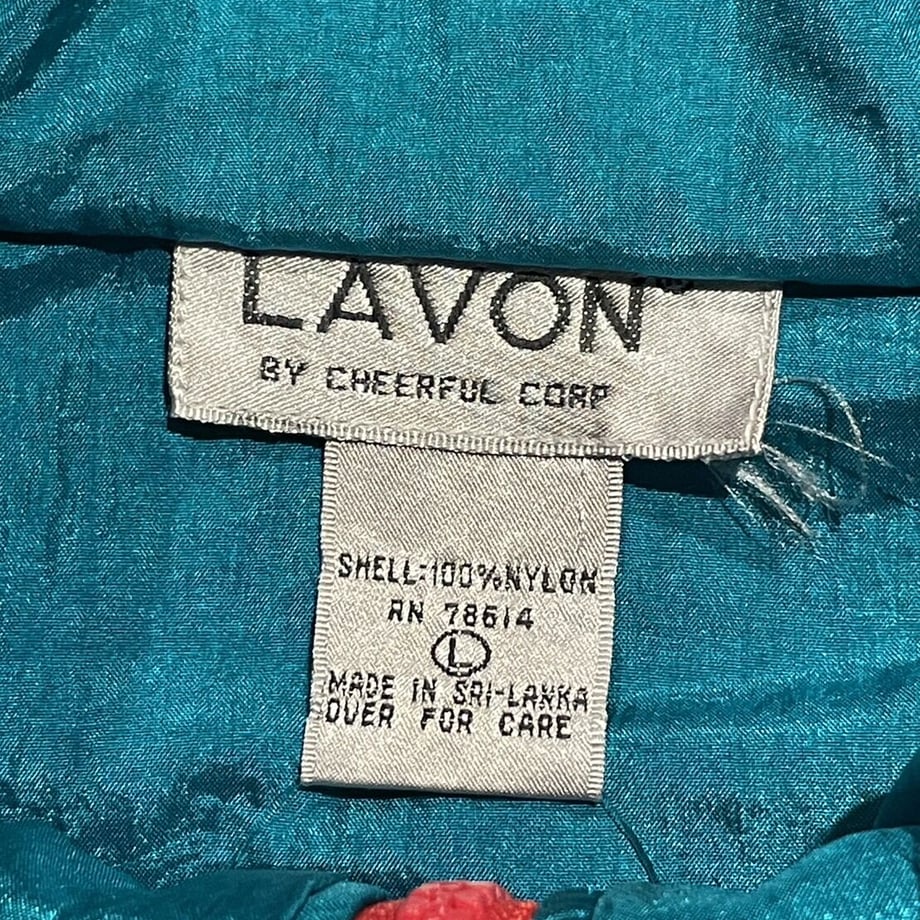 LAVON®
BY CHEERFUL CORP
SHELL:100%NYLON
RN 78614
L
MADE IN SRI-LANKA
OVER FOR CARE